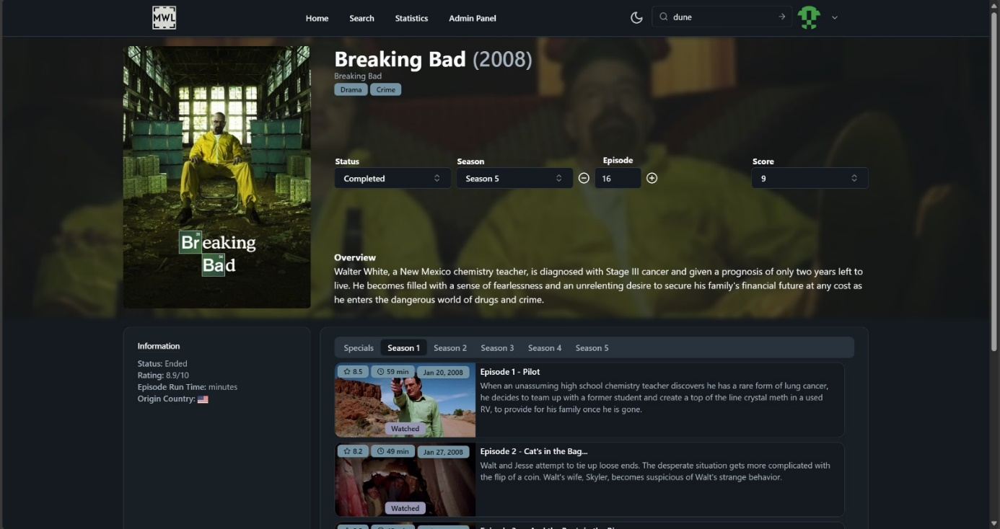 MWL
Home
Search
Statistics
Admin Panel
dune
Breaking Bad (2008)
Breaking Bad
Drama
Crime
Status
Season
Episode
Score
Completed
Season 5
16
9
Breaking
Bad
Overview
Walter White, a New Mexico chemistry teacher, is diagnosed with Stage III cancer and given a prognosis of only two years left to
live. He becomes filled with a sense of fearlessness and an unrelenting desire to secure his family's financial future at any cost as
he enters the dangerous world of drugs and crime.
Information
Status: Ended
Rating: 8.9/10
Episode Run Time: minutes
Origin Country:
Specials
Season 1
Season 2
Season 3
Season 4
Season 5
8.5
59 min
Jan 20, 2008
Watched
Episode 1 - Pilot
When an unassuming high school chemistry teacher discovers he has a rare form of lung cancer,
he decides to team up with a former student and create a top of the line crystal meth in a used
RV, to provide for his family once he is gone.
8.2
49 min
Jan 27, 2008
Watched
Episode 2 - Cat's in the Bag...
Walt and Jesse attempt to tie up loose ends. The desperate situation gets more complicated with
the flip of a coin. Walt's wife, Skyler, becomes suspicious of Walt's strange behavior.